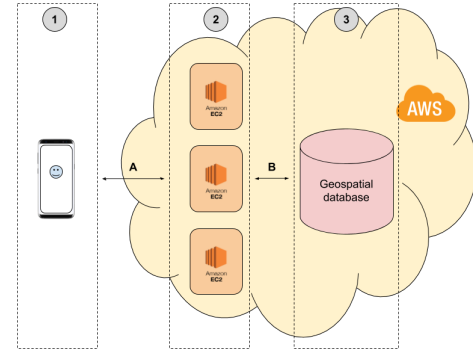 1
2
3
Amazon
EC2
AWS
A
Amazon
EC2
B
Geospatial
database
Amazon
EC2